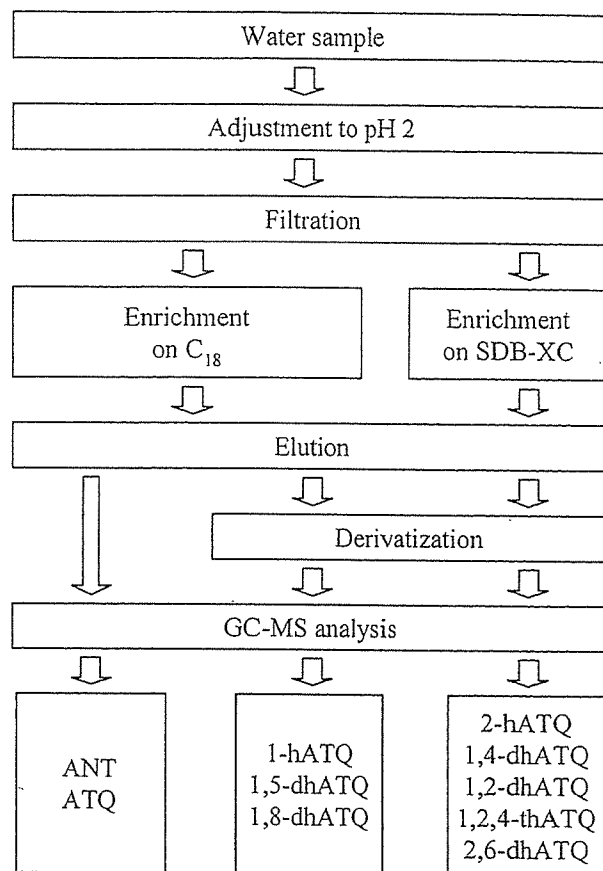 Water sample
Adjustment to pH 2
Filtration
Enrichment
on C₁₈
Enrichment
on SDB-XC
Elution
Derivatization
GC-MS analysis
ANT
ATQ
1-hATQ
1,5-dhATQ
1,8-dhATQ
2-hATQ
1,4-dhATQ
1,2-dhATQ
1,2,4-thATQ
2,6-dhATQ